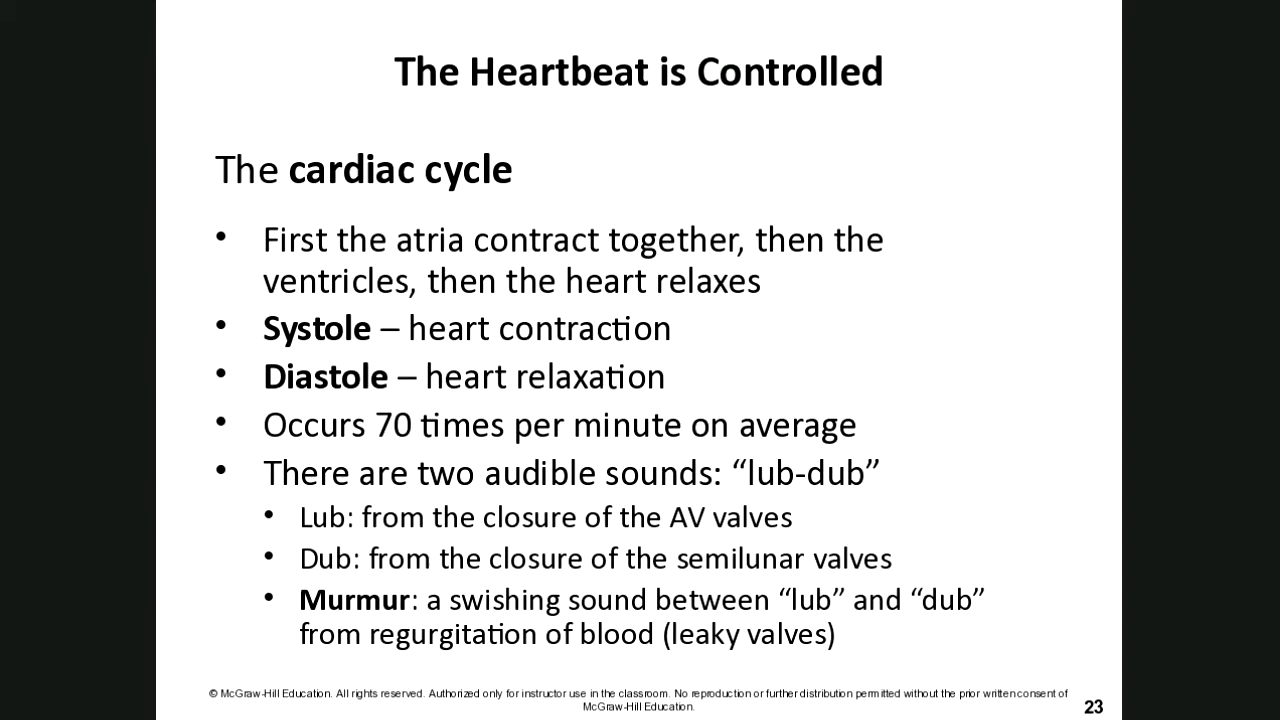 The Heartbeat is Controlled
The cardiac cycle
• First the atria contract together, then the
ventricles, then the heart relaxes
• Systole – heart contraction
• Diastole – heart relaxation
• Occurs 70 times per minute on average
• There are two audible sounds: “lub-dub”
• Lub: from the closure of the AV valves
• Dub: from the closure of the semilunar valves
• Murmur: a swishing sound between “lub” and “dub”
from regurgitation of blood (leaky valves)
© McGraw-Hill Education. All rights reserved. Authorized only for instructor use in the classroom. No reproduction or further distribution permitted without the prior written consent of
McGraw-Hill Education.
23